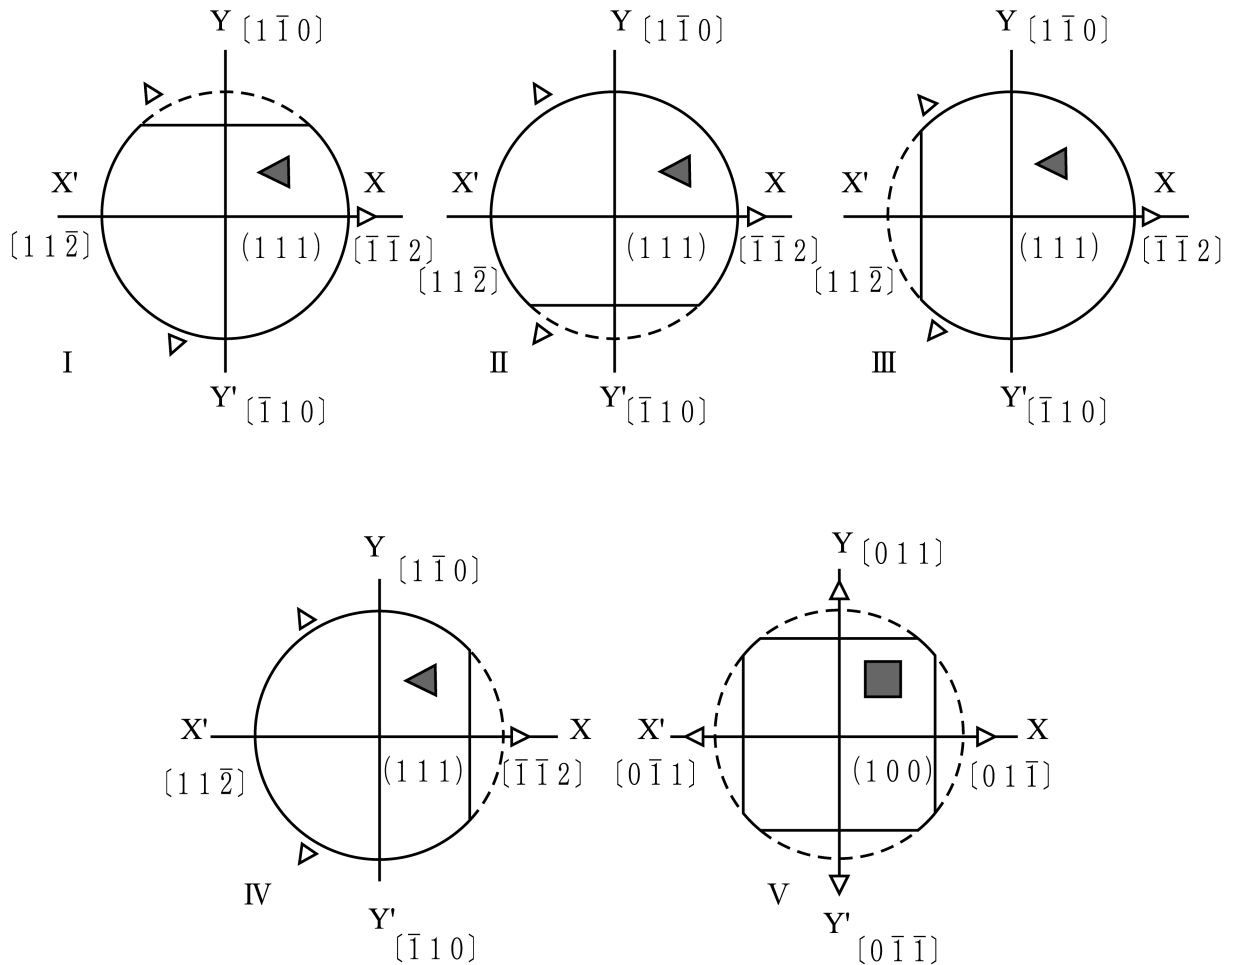 Y 〔1 1̅ 0〕 Y 〔1 1̅ 0〕 Y 〔1 1̅ 0〕
X' X X' X X' X
〔1 1 2̅〕 (1 1 1) 〔1̅ 1̅ 2〕 〔1 1 2̅〕 (1 1 1) 〔1̅ 1̅ 2〕 〔1 1 2̅〕 (1 1 1) 〔1̅ 1̅ 2〕
Ⅰ Ⅱ Ⅲ
Y' 〔1̅ 1 0〕 Y' 〔1̅ 1 0〕 Y' 〔1̅ 1 0〕
Y 〔1 1̅ 0〕 Y 〔0 1 1〕
X' X X' X
〔1 1 2̅〕 (1 1 1) 〔1̅ 1̅ 2〕 〔0 1̅ 1〕 (1 0 0) 〔0 1 1̅〕
Ⅳ Ⅴ
Y' 〔1̅ 1 0〕 Y' 〔0 1̅ 1̅〕